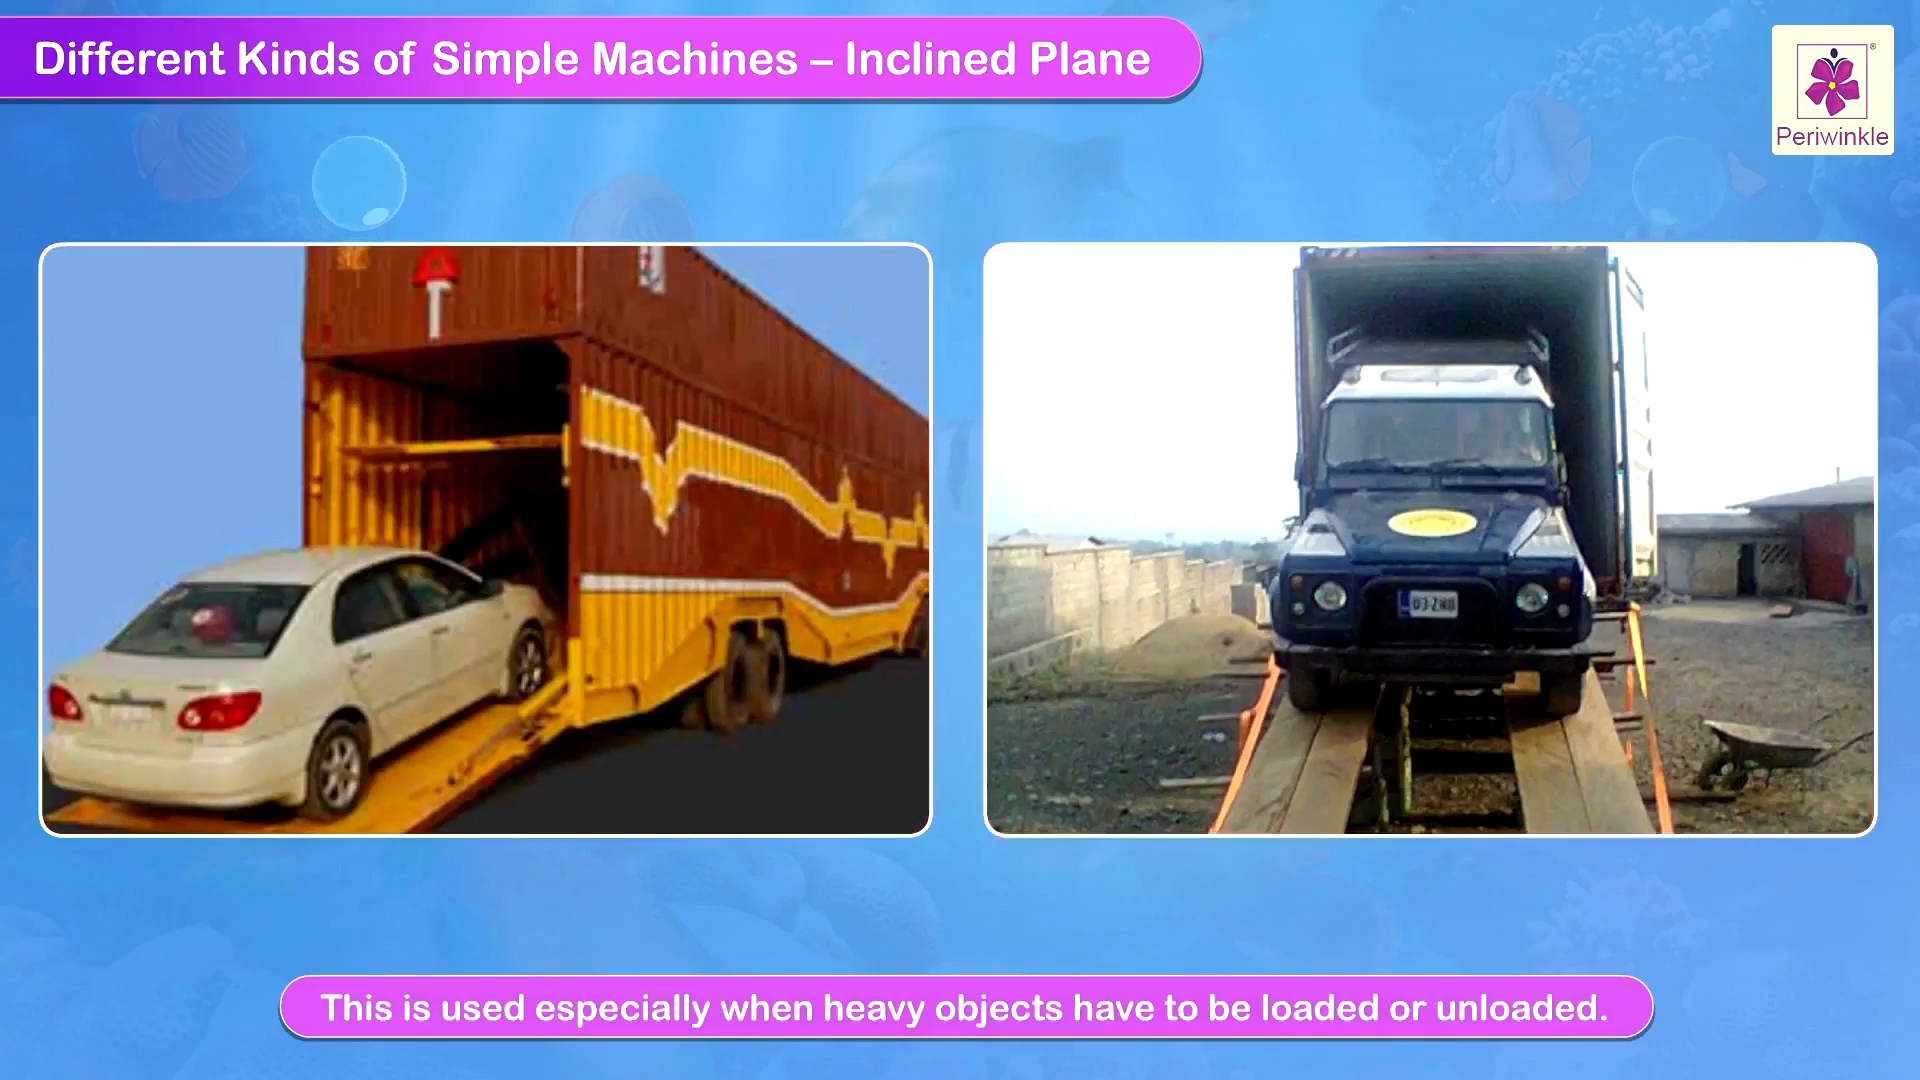 Different Kinds of Simple Machines – Inclined Plane
®
Periwinkle
This is used especially when heavy objects have to be loaded or unloaded.